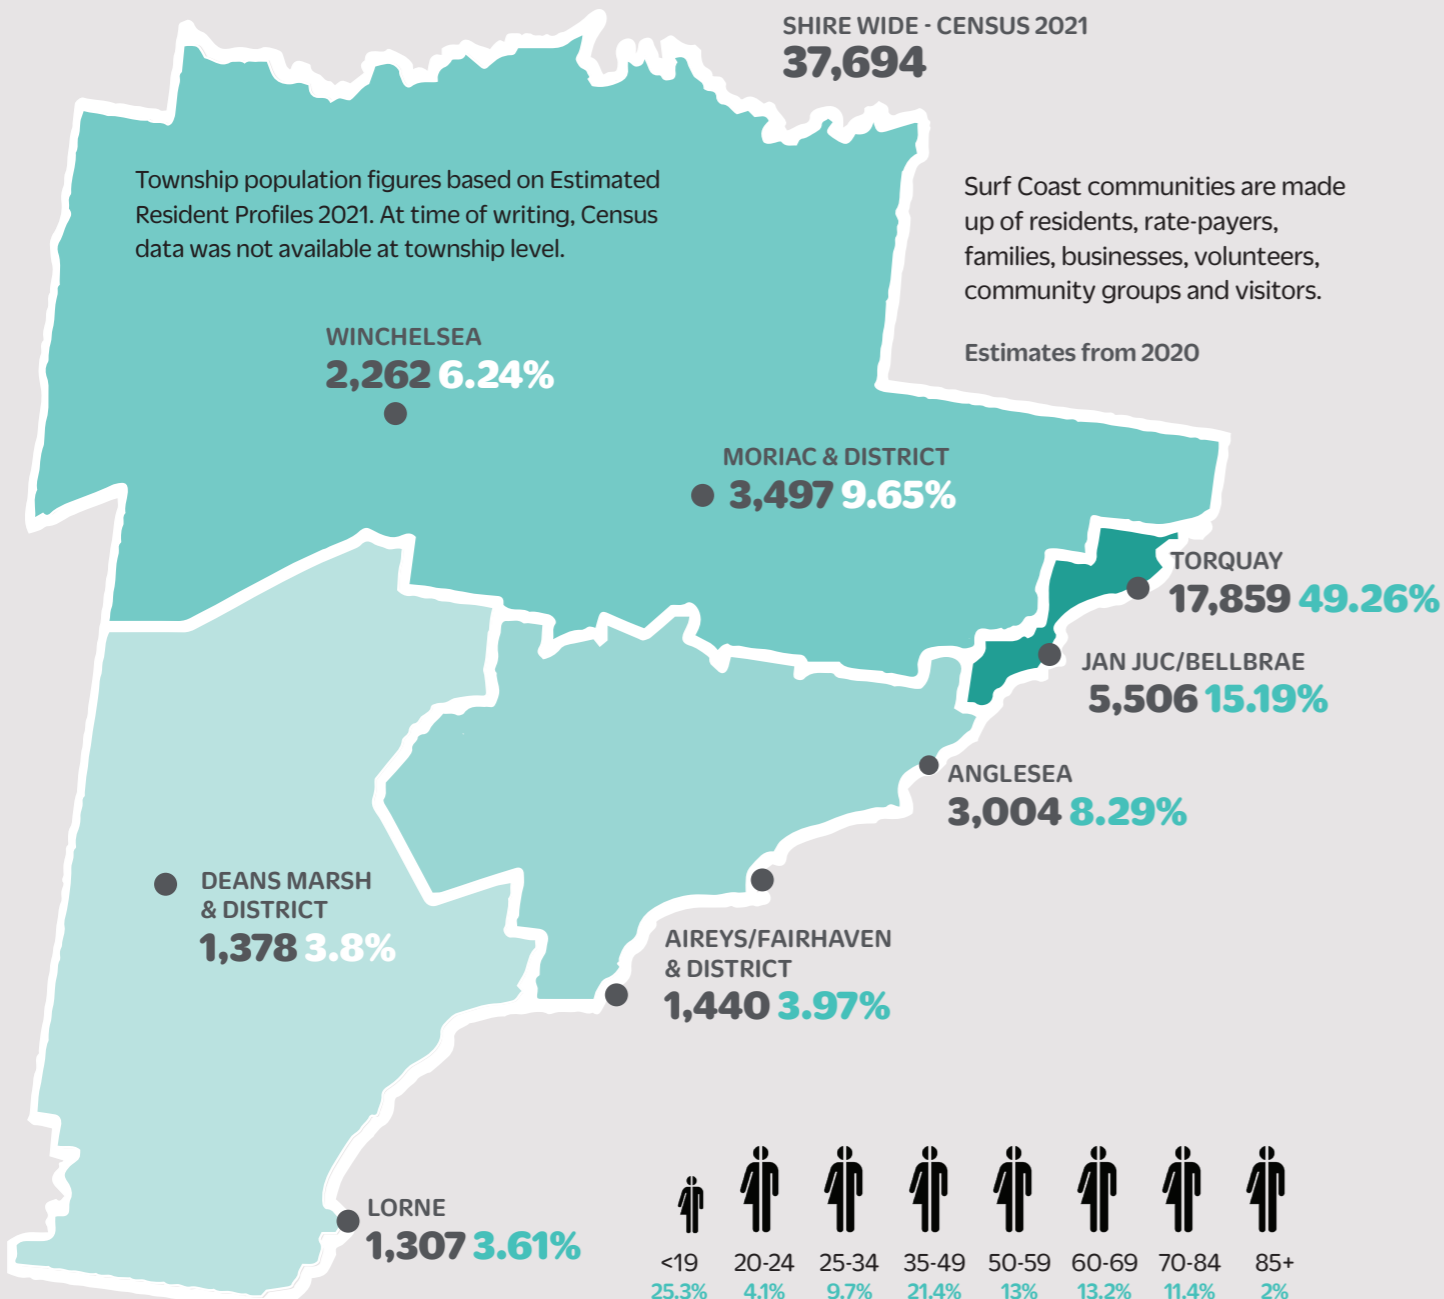 SHIRE WIDE - CENSUS 2021
37,694
Township population figures based on Estimated
Resident Profiles 2021. At time of writing, Census
data was not available at township level.
Surf Coast communities are made
up of residents, rate-payers,
families, businesses, volunteers,
community groups and visitors.
Estimates from 2020
WINCHELSEA
2,262 6.24%
MORIAC & DISTRICT
3,497 9.65%
TORQUAY
17,859 49.26%
JAN JUC/BELLBRAE
5,506 15.19%
ANGLESEA
3,004 8.29%
DEANS MARSH
& DISTRICT
1,378 3.8%
AIREYS/FAIRHAVEN
& DISTRICT
1,440 3.97%
LORNE
1,307 3.61%
<19 20-24 25-34 35-49 50-59 60-69 70-84 85+
25.3% 4.1% 9.7% 21.4% 13% 13.2% 11.4% 2%